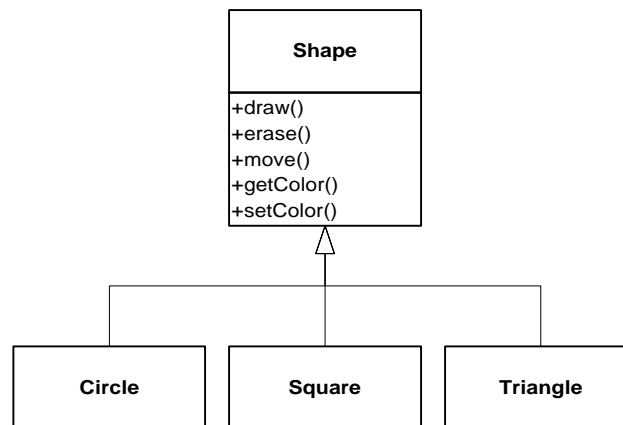 Shape
+draw()
+erase()
+move()
+getColor()
+setColor()
Circle
Square
Triangle